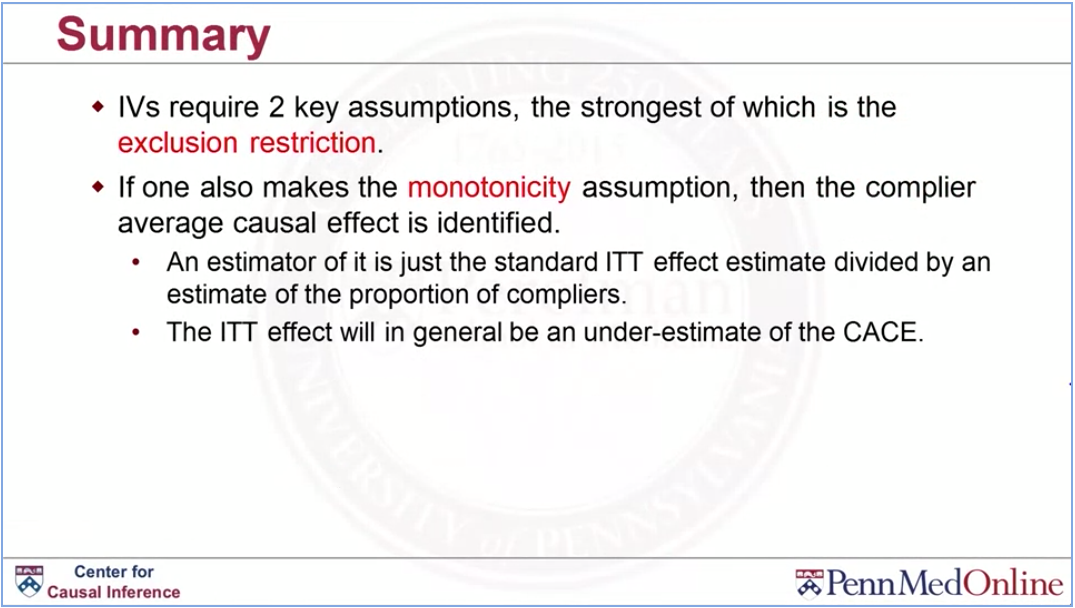 Summary
◆ IVs require 2 key assumptions, the strongest of which is the
exclusion restriction.
◆ If one also makes the monotonicity assumption, then the complier
average causal effect is identified.
• An estimator of it is just the standard ITT effect estimate divided by an
estimate of the proportion of compliers.
• The ITT effect will in general be an under-estimate of the CACE.
Center for
Causal Inference
PennMedOnline